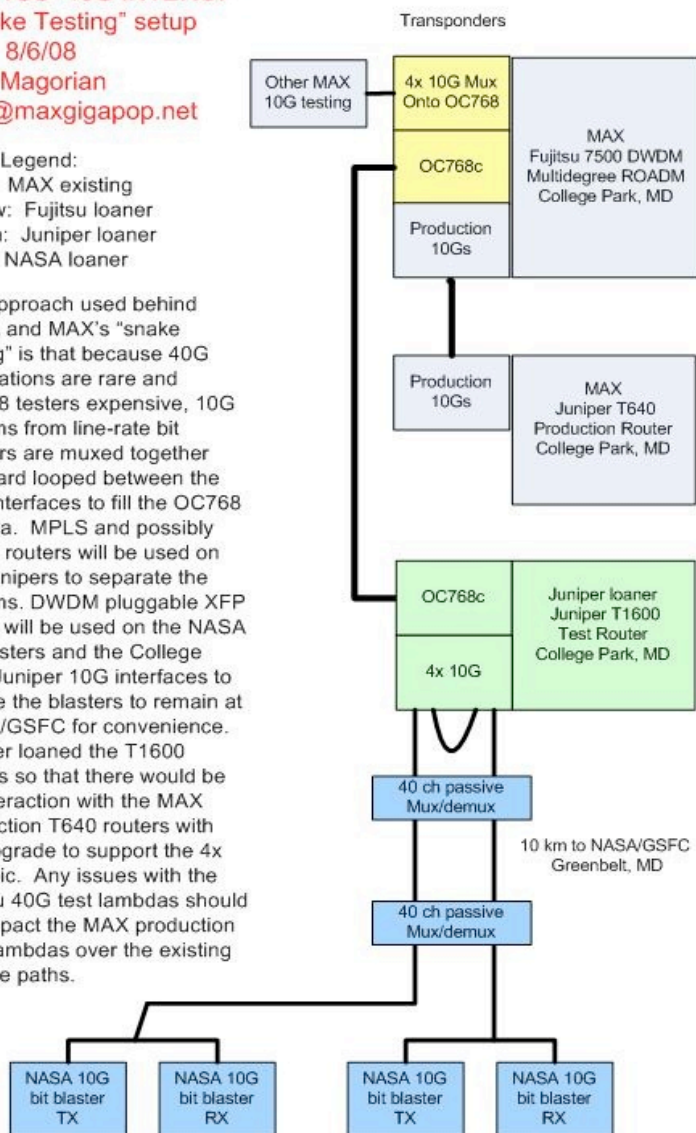 ke Testing" setup
8/6/08
Magorian
@maxgigapop.net
Legend:
MAX existing
w: Fujitsu loaner
n: Juniper loaner
NASA loaner
pproach used behind
and MAX's "snake
g" is that because 40G
ations are rare and
8 testers expensive, 10G
ms from line-rate bit
ers are muxed together
ard looped between the
nterfaces to fill the OC768
a. MPLS and possibly
routers will be used on
unipers to separate the
ms. DWDM pluggable XFP
will be used on the NASA
sters and the College
Juniper 10G interfaces to
e the blasters to remain at
/GSFC for convenience.
er loaned the T1600
s so that there would be
eraction with the MAX
ction T640 routers with
grade to support the 4x
ic. Any issues with the
u 40G test lambdas should
pact the MAX production
ambdas over the existing
e paths.
Transponders
Other MAX
10G testing
4x 10G Mux
Onto OC768
OC768c
Production
10Gs
MAX
Fujitsu 7500 DWDM
Multidegree ROADM
College Park, MD
Production
10Gs
MAX
Juniper T640
Production Router
College Park, MD
OC768c
4x 10G
Juniper loaner
Juniper T1600
Test Router
College Park, MD
40 ch passive
Mux/demux
10 km to NASA/GSFC
Greenbelt, MD
40 ch passive
Mux/demux
NASA 10G
bit blaster
TX
NASA 10G
bit blaster
RX
NASA 10G
bit blaster
TX
NASA 10G
bit blaster
RX